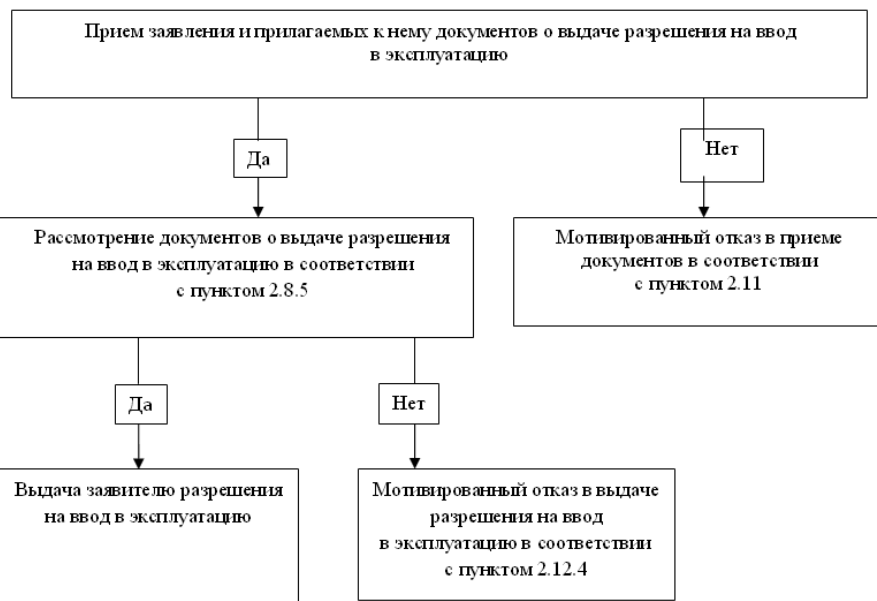 Прием заявления и прилагаемых к нему документов о выдаче разрешения на ввод
в эксплуатацию
Да
Нет
Рассмотрение документов о выдаче разрешения
на ввод в эксплуатацию в соответствии
с пунктом 2.8.5
Мотивированный отказ в приеме
документов в соответствии
с пунктом 2.11
Да
Нет
Выдача заявителю разрешения
на ввод в эксплуатацию
Мотивированный отказ в выдаче
разрешения на ввод
в эксплуатацию в соответствии
с пунктом 2.12.4